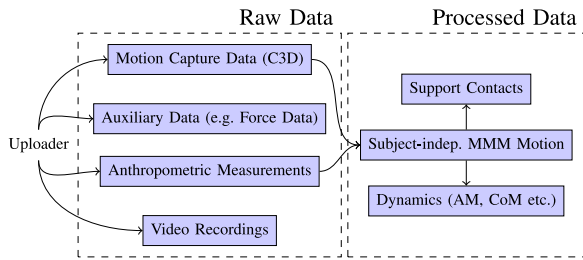 Raw Data
Processed Data
Motion Capture Data (C3D)
Support Contacts
Auxiliary Data (e.g. Force Data)
Uploader
Subject-indep. MMM Motion
Anthropometric Measurements
Dynamics (AM, CoM etc.)
Video Recordings